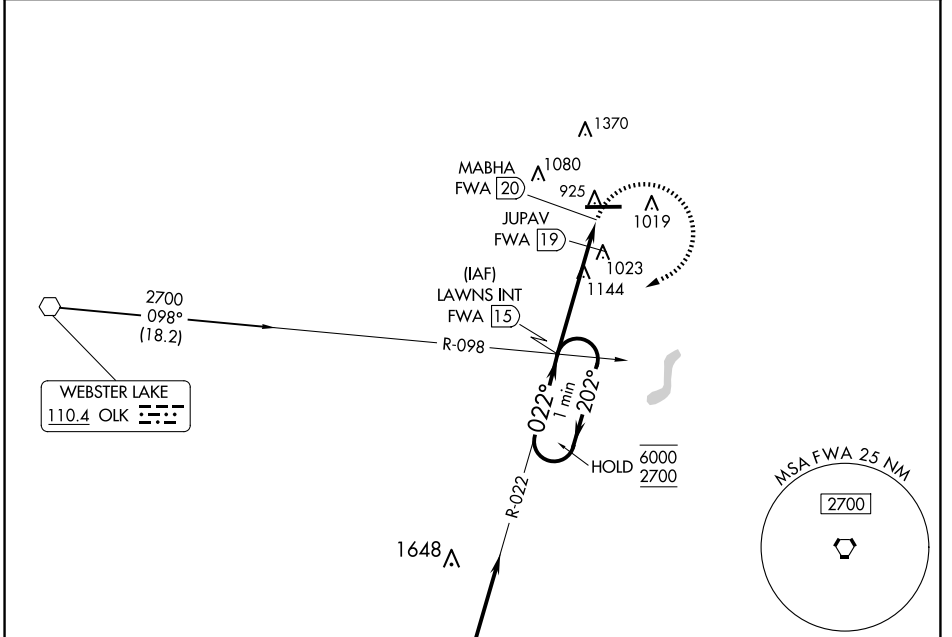 1370
MABHA
FWA 20
1080
925
1019
JUPAV
FWA 19
1023
1144
(IAF)
LAWNS INT
FWA 15
2700
098°
(18.2)
R-098
WEBSTER LAKE
110.4 OLK
022°
1 min
202°
HOLD 6000
2700
R-022
MSA FWA 25 NM
2700
1648